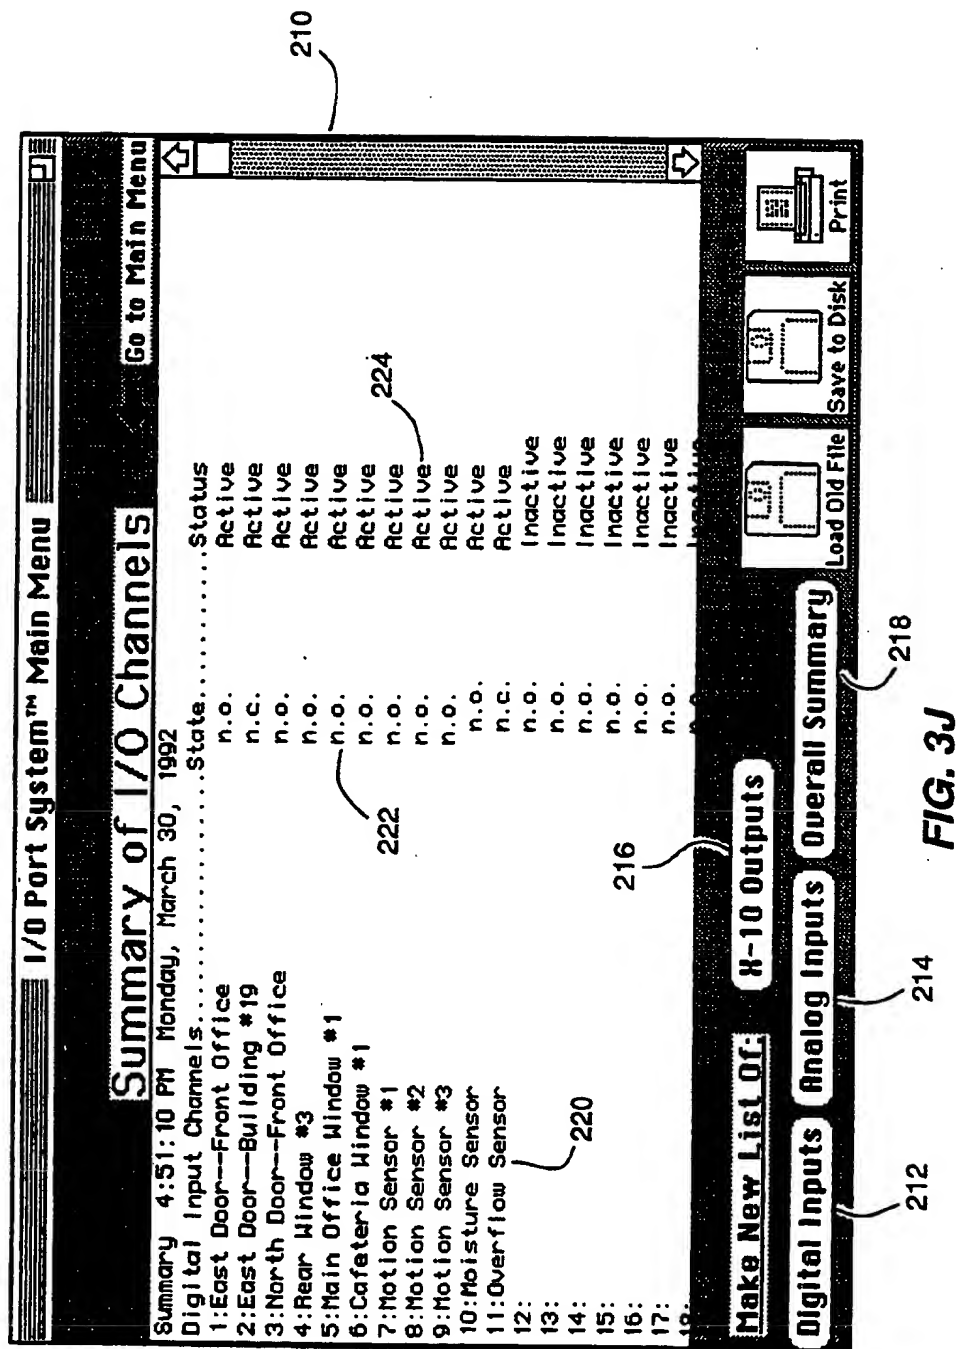 I/O Port System™ Main Menu
Summary of I/O Channels
Go to Main Menu
Summary 4:51:10 PM Monday, March 30, 1992
Digital Input Channels..................State..........Status
1:East Door--Front Office n.o. Active
2:East Door--Building #19 n.c. Active
3:North Door--Front Office n.o. Active
4:Rear Window #3 n.o. Active
5:Main Office Window #1 n.o. Active
6:Cafeteria Window #1 n.o. Active
7:Motion Sensor #1 n.o. Active
8:Motion Sensor #2 n.o. Active
9:Motion Sensor #3 n.o. Active
10:Moisture Sensor n.o. Active
11:Overflow Sensor n.c. Active
12: n.o. Inactive
13: n.o. Inactive
14: n.o. Inactive
15: n.o. Inactive
16: n.o. Inactive
17: n.o. Inactive
18: n.o. Inactive
210
220
222
224
Make New List Of:
X-10 Outputs
216
Digital Inputs
Analog Inputs
Overall Summary
Load Old File
Save to Disk
Print
212
214
218
FIG. 3J